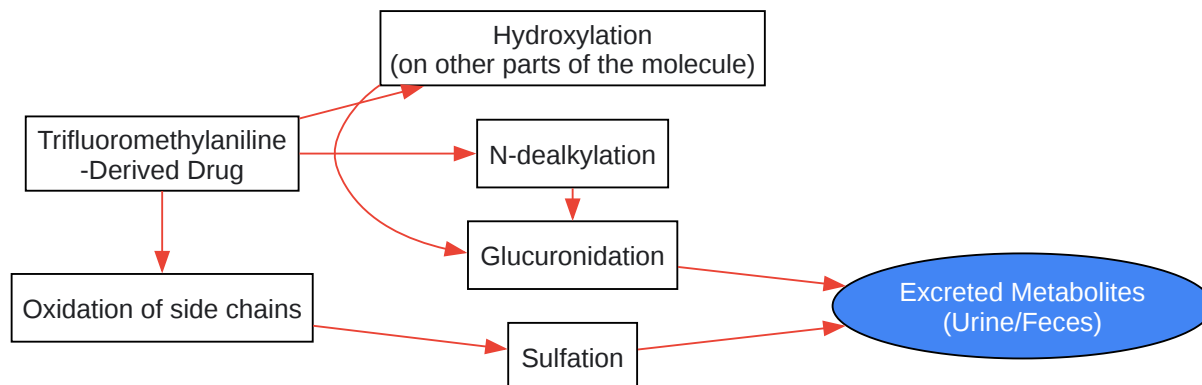 Hydroxylation
(on other parts of the molecule)
Trifluoromethylaniline
-Derived Drug
N-dealkylation
Glucuronidation
Oxidation of side chains
Excreted Metabolites
(Urine/Feces)
Sulfation